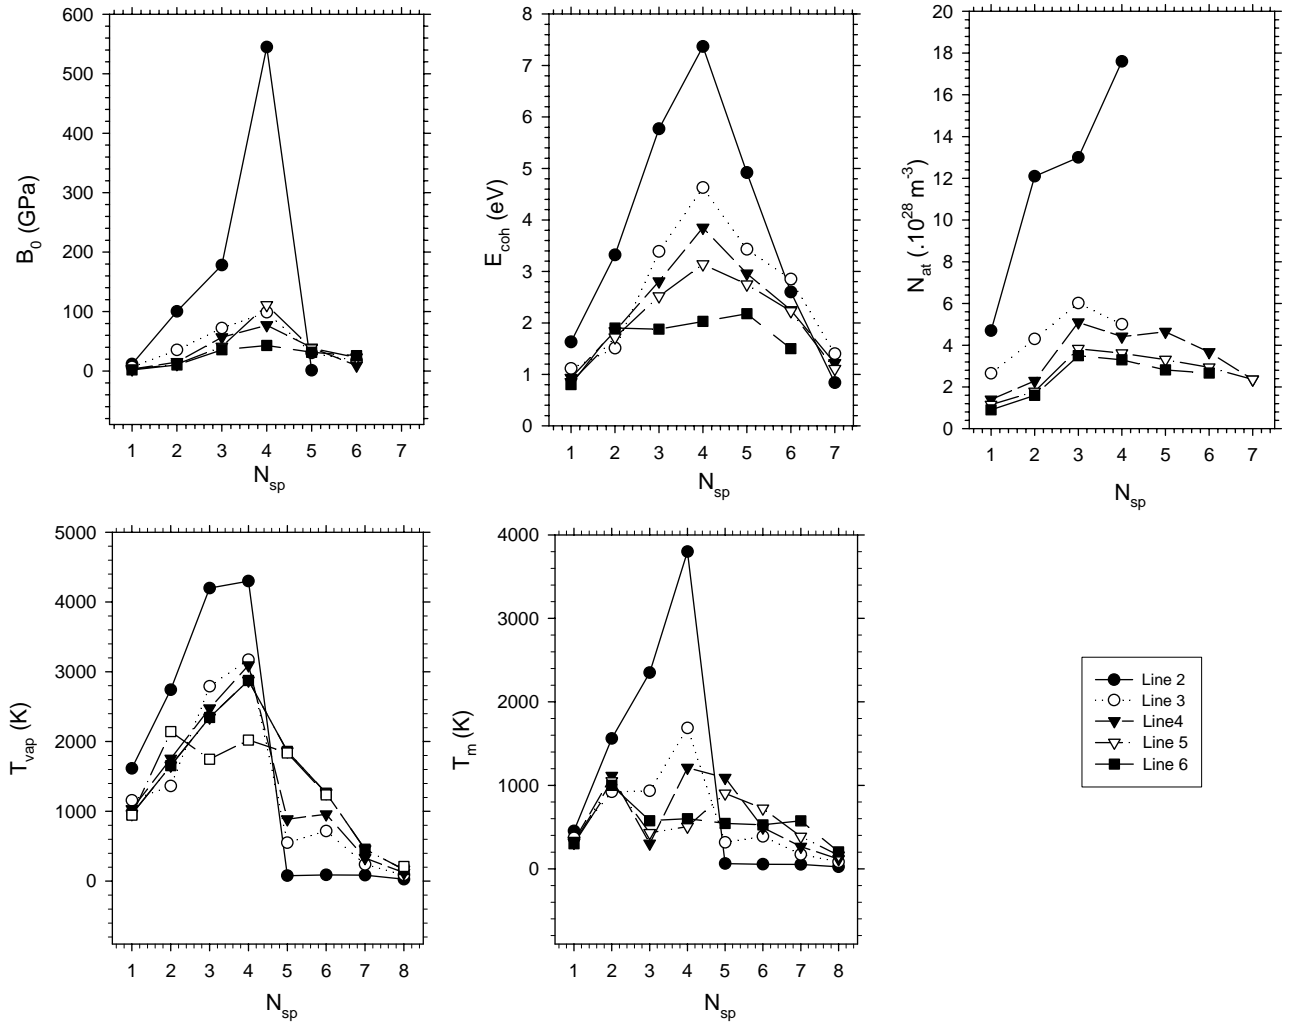 600
500
400
300
200
100
0
B0 (GPa)
1 2 3 4 5 6 7
Nsp
8
7
6
5
4
3
2
1
0
Ecoh (eV)
1 2 3 4 5 6 7
Nsp
20
18
16
14
12
10
8
6
4
2
0
Nat (.10^28 m^-3)
1 2 3 4 5 6 7
Nsp
5000
4000
3000
2000
1000
0
Tvap (K)
1 2 3 4 5 6 7 8
Nsp
4000
3000
2000
1000
0
Tm (K)
1 2 3 4 5 6 7 8
Nsp
Line 2
Line 3
Line4
Line 5
Line 6